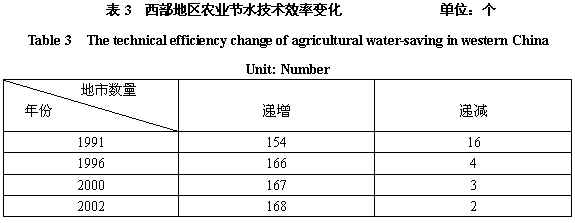 表 3 西部地区农业节水技术效率变化 单位：个
Table 3 The technical efficiency change of agricultural water-saving in western China
Unit: Number
地市数量
年份 递增 递减
1991 154 16
1996 166 4
2000 167 3
2002 168 2